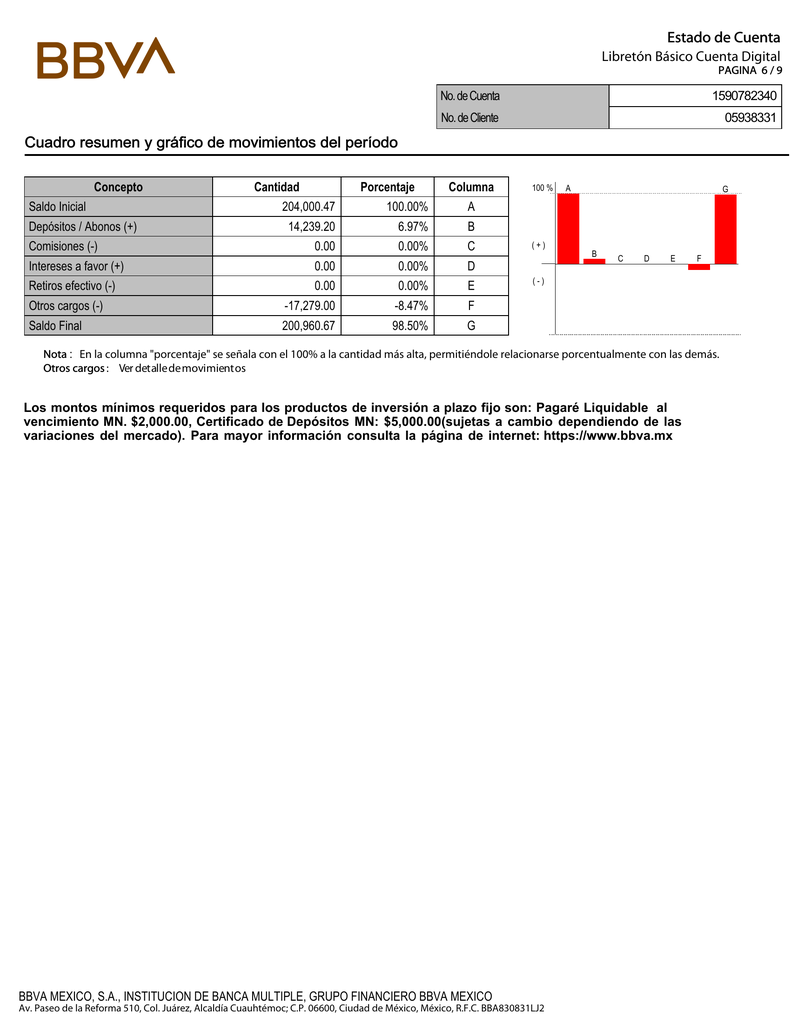 BBVA
Estado de Cuenta
Libretón Básico Cuenta Digital
PAGINA 6 / 9
No. de Cuenta 1590782340
No. de Cliente 05938331
Cuadro resumen y gráfico de movimientos del período
Concepto Cantidad Porcentaje Columna
Saldo Inicial 204,000.47 100.00% A
Depósitos / Abonos (+) 14,239.20 6.97% B
Comisiones (-) 0.00 0.00% C
Intereses a favor (+) 0.00 0.00% D
Retiros efectivo (-) 0.00 0.00% E
Otros cargos (-) -17,279.00 -8.47% F
Saldo Final 200,960.67 98.50% G
100 % A G
( + ) B C D E F
( - )
Nota : En la columna "porcentaje" se señala con el 100% a la cantidad más alta, permitiéndole relacionarse porcentualmente con las demás.
Otros cargos : Ver detalle de movimientos
Los montos mínimos requeridos para los productos de inversión a plazo fijo son: Pagaré Liquidable al
vencimiento MN. $2,000.00, Certificado de Depósitos MN: $5,000.00(sujetas a cambio dependiendo de las
variaciones del mercado). Para mayor información consulta la página de internet: https://www.bbva.mx
BBVA MEXICO, S.A., INSTITUCION DE BANCA MULTIPLE, GRUPO FINANCIERO BBVA MEXICO
Av. Paseo de la Reforma 510, Col. Juárez, Alcaldía Cuauhtémoc; C.P. 06600, Ciudad de México, México, R.F.C. BBA830831LJ2